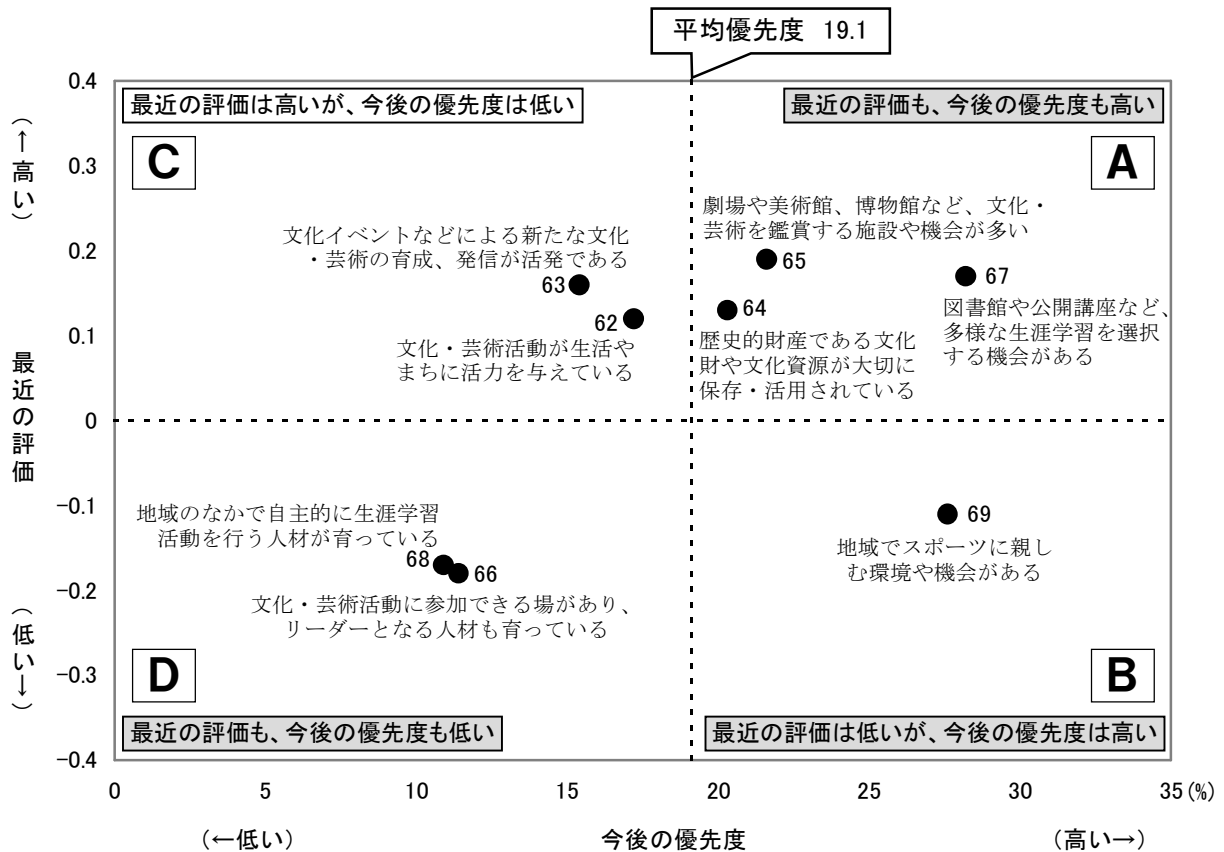 平均優先度 19.1
最近の評価は高いが、今後の優先度は低い
最近の評価も、今後の優先度も高い
C
A
劇場や美術館、博物館など、文化・
芸術を鑑賞する施設や機会が多い
65
文化イベントなどによる新たな文化
・芸術の育成、発信が活発である
63
67
図書館や公開講座など、
多様な生涯学習を選択
する機会がある
62
文化・芸術活動が生活や
まちに活力を与えている
64
歴史的財産である文化
財や文化資源が大切に
保存・活用されている
地域のなかで自主的に生涯学習
活動を行う人材が育っている
68
66
文化・芸術活動に参加できる場があり、
リーダーとなる人材も育っている
69
地域でスポーツに親し
む環境や機会がある
D
B
最近の評価も、今後の優先度も低い
最近の評価は低いが、今後の優先度は高い
(↑高い)
最近の評価
(低い↓)
0.4
0.3
0.2
0.1
0
-0.1
-0.2
-0.3
-0.4
0 5 10 15 20 25 30 35 (%)
(←低い) 今後の優先度 (高い→)